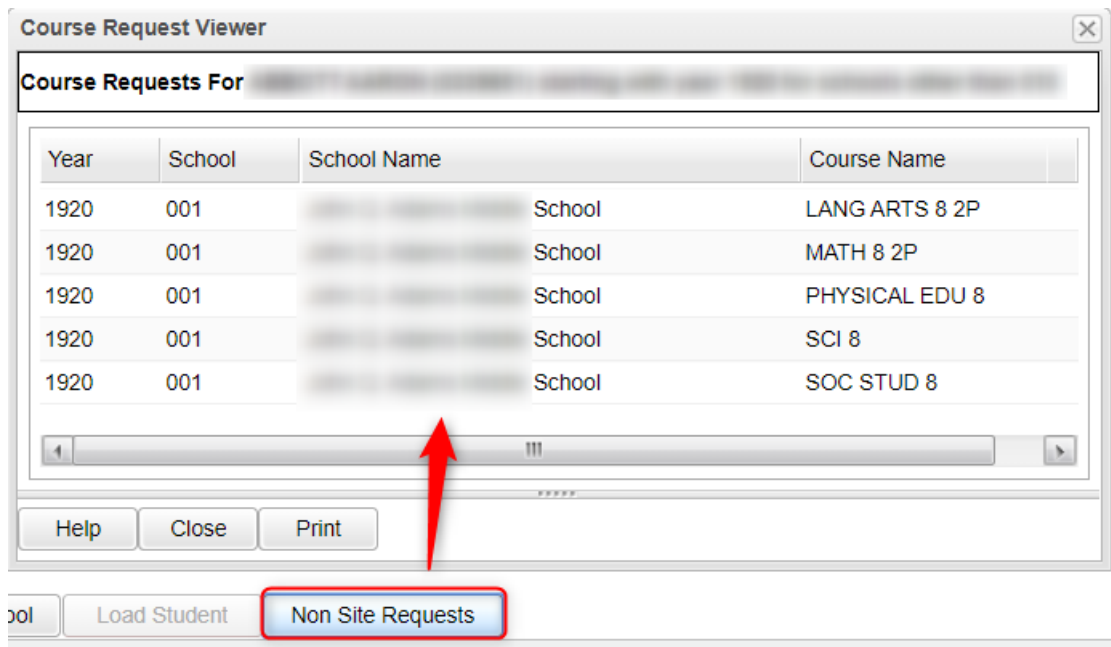 Course Request Viewer
Course Requests For
Year School School Name Course Name
1920 001 School LANG ARTS 8 2P
1920 001 School MATH 8 2P
1920 001 School PHYSICAL EDU 8
1920 001 School SCI 8
1920 001 School SOC STUD 8
Help Close Print
Load Student Non Site Requests